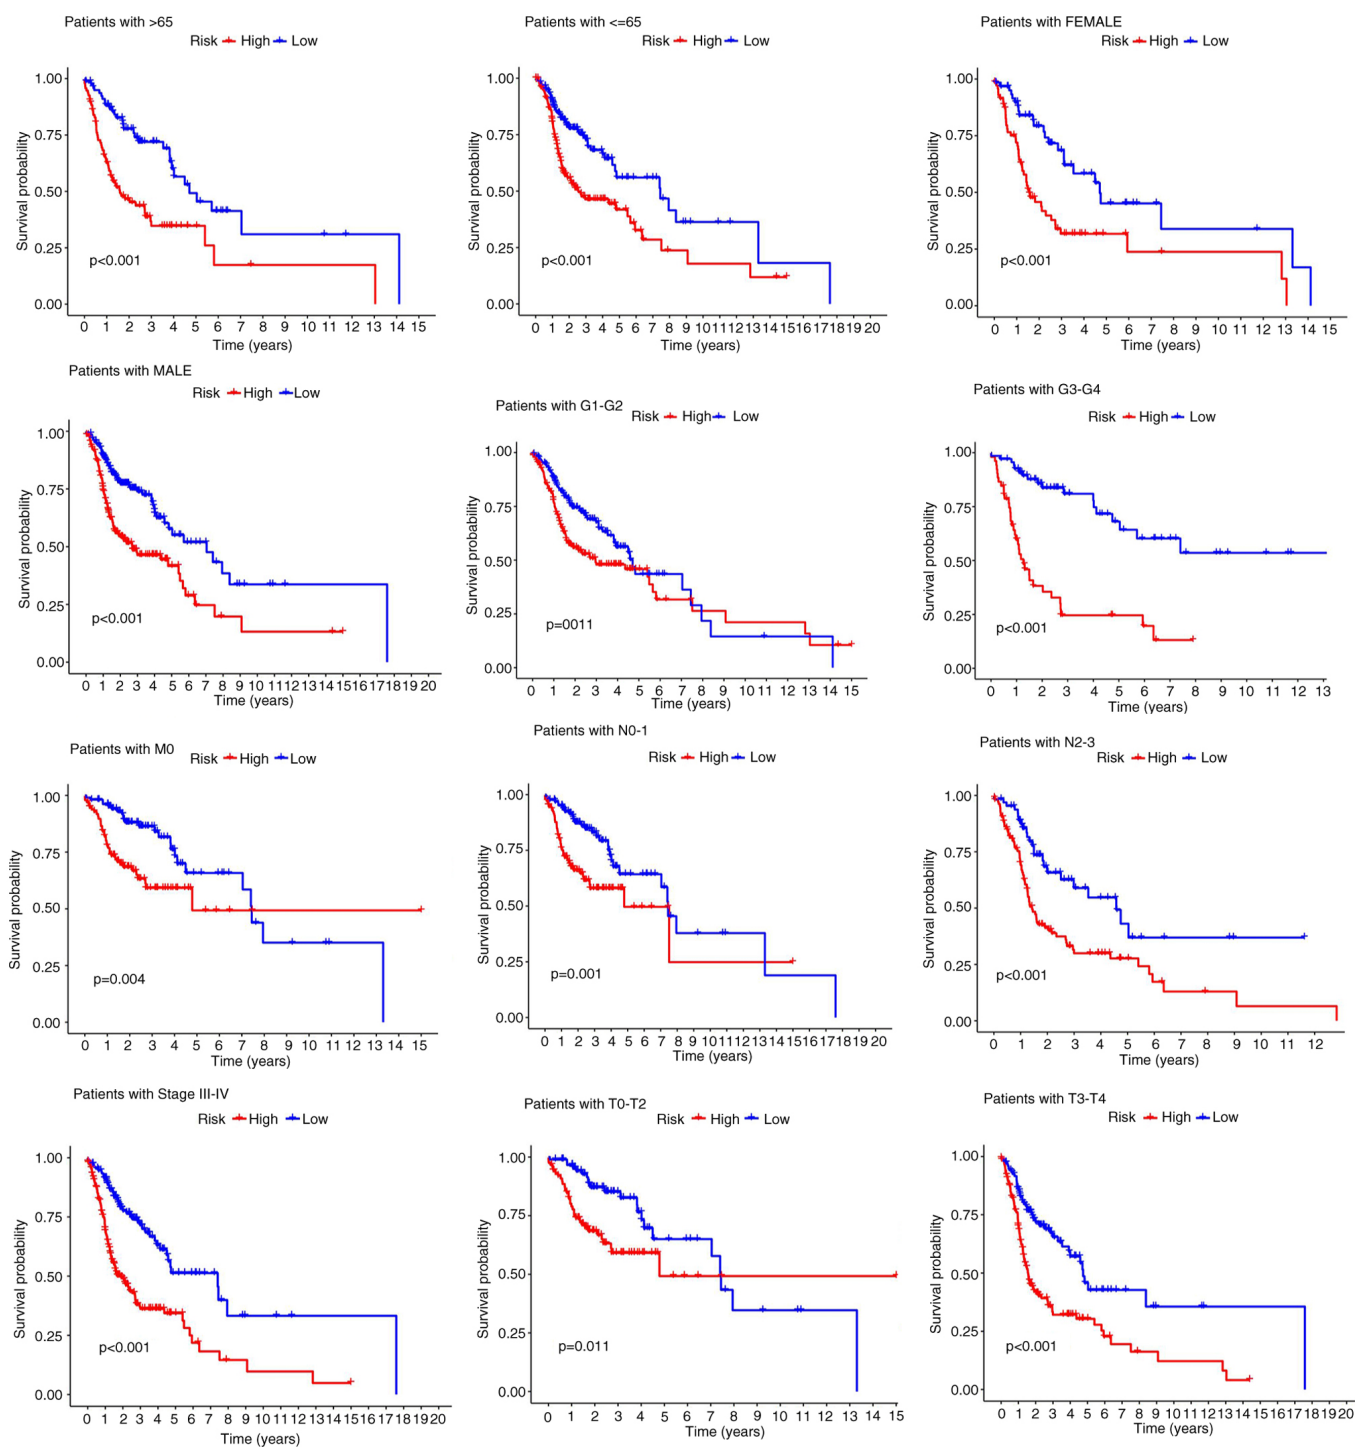 Patients with >65
Risk High Low
1.00
0.75
0.50
0.25
0.00
Survival probability
p<0.001
0 1 2 3 4 5 6 7 8 9 10 11 12 13 14 15
Time (years)
Patients with <=65
Risk High Low
1.00
0.75
0.50
0.25
0.00
Survival probability
p<0.001
0 1 2 3 4 5 6 7 8 9 10 11 12 13 14 15 16 17 18 19 20
Time (years)
Patients with FEMALE
Risk High Low
1.00
0.75
0.50
0.25
0.00
Survival probability
p<0.001
0 1 2 3 4 5 6 7 8 9 10 11 12 13 14 15
Time (years)
Patients with MALE
Risk High Low
1.00
0.75
0.50
0.25
0.00
Survival probability
p<0.001
0 1 2 3 4 5 6 7 8 9 10 11 12 13 14 15 16 17 18 19 20
Time (years)
Patients with G1-G2
Risk High Low
1.00
0.75
0.50
0.25
0.00
Survival probability
p=0011
0 1 2 3 4 5 6 7 8 9 10 11 12 13 14 15
Time (years)
Patients with G3-G4
Risk High Low
1.00
0.75
0.50
0.25
0.00
Survival probability
p<0.001
0 1 2 3 4 5 6 7 8 9 10 11 12 13
Time (years)
Patients with M0
Risk High Low
1.00
0.75
0.50
0.25
0.00
Survival probability
p=0.004
0 1 2 3 4 5 6 7 8 9 10 11 12 13 14 15
Time (years)
Patients with N0-1
Risk High Low
1.00
0.75
0.50
0.25
0.00
Survival probability
p=0.001
0 1 2 3 4 5 6 7 8 9 10 11 12 13 14 15 16 17 18 19 20
Time (years)
Patients with N2-3
Risk High Low
1.00
0.75
0.50
0.25
0.00
Survival probability
p<0.001
0 1 2 3 4 5 6 7 8 9 10 11 12
Time (years)
Patients with Stage III-IV
Risk High Low
1.00
0.75
0.50
0.25
0.00
Survival probability
p<0.001
0 1 2 3 4 5 6 7 8 9 10 11 12 13 14 15 16 17 18 19 20
Time (years)
Patients with T0-T2
Risk High Low
1.00
0.75
0.50
0.25
0.00
Survival probability
p=0.011
0 1 2 3 4 5 6 7 8 9 10 11 12 13 14 15
Time (years)
Patients with T3-T4
Risk High Low
1.00
0.75
0.50
0.25
0.00
Survival probability
p<0.001
0 1 2 3 4 5 6 7 8 9 10 11 12 13 14 15 16 17 18 19 20
Time (years)